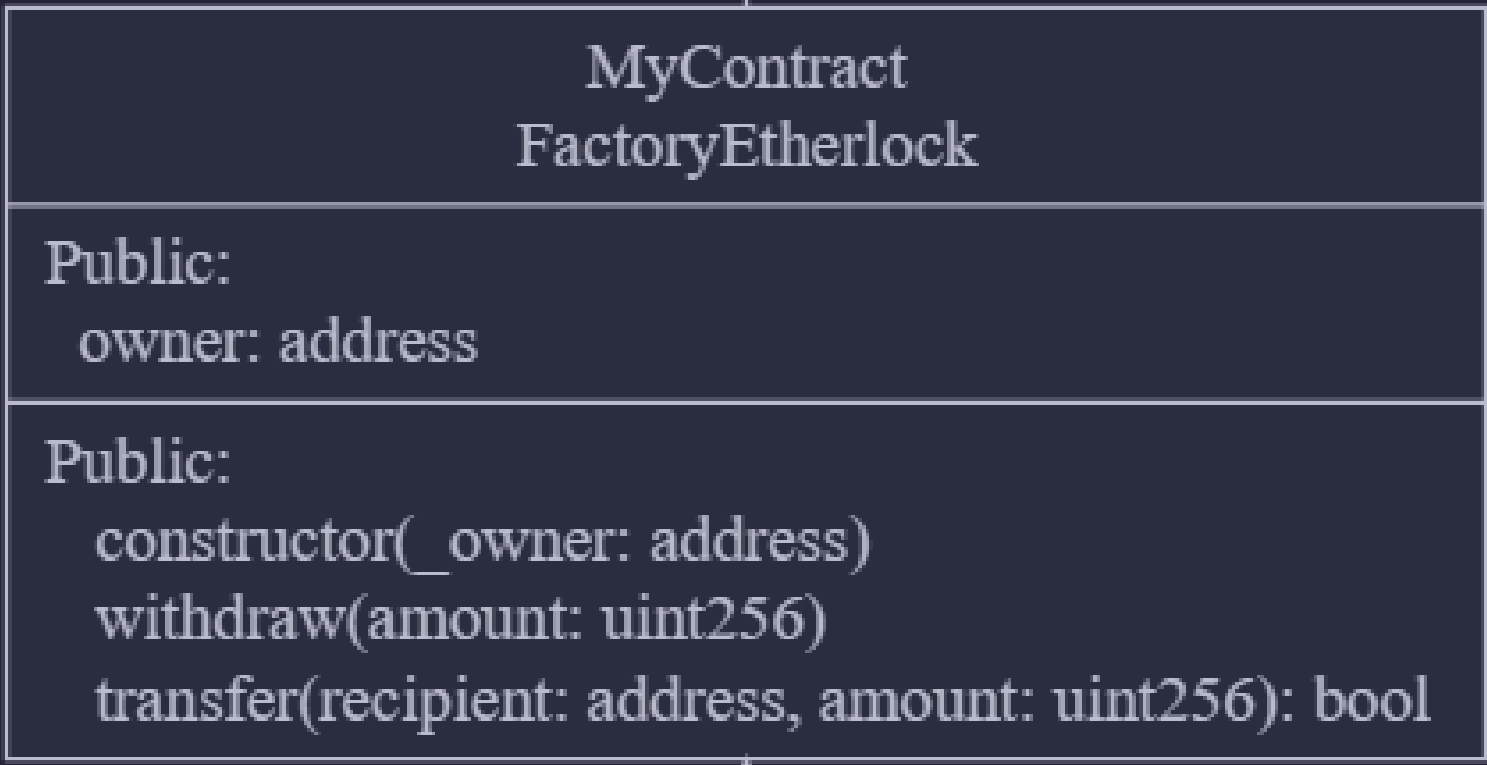 MyContract
FactoryEtherlock
Public:
owner: address
Public:
constructor(_owner: address)
withdraw(amount: uint256)
transfer(recipient: address, amount: uint256): bool